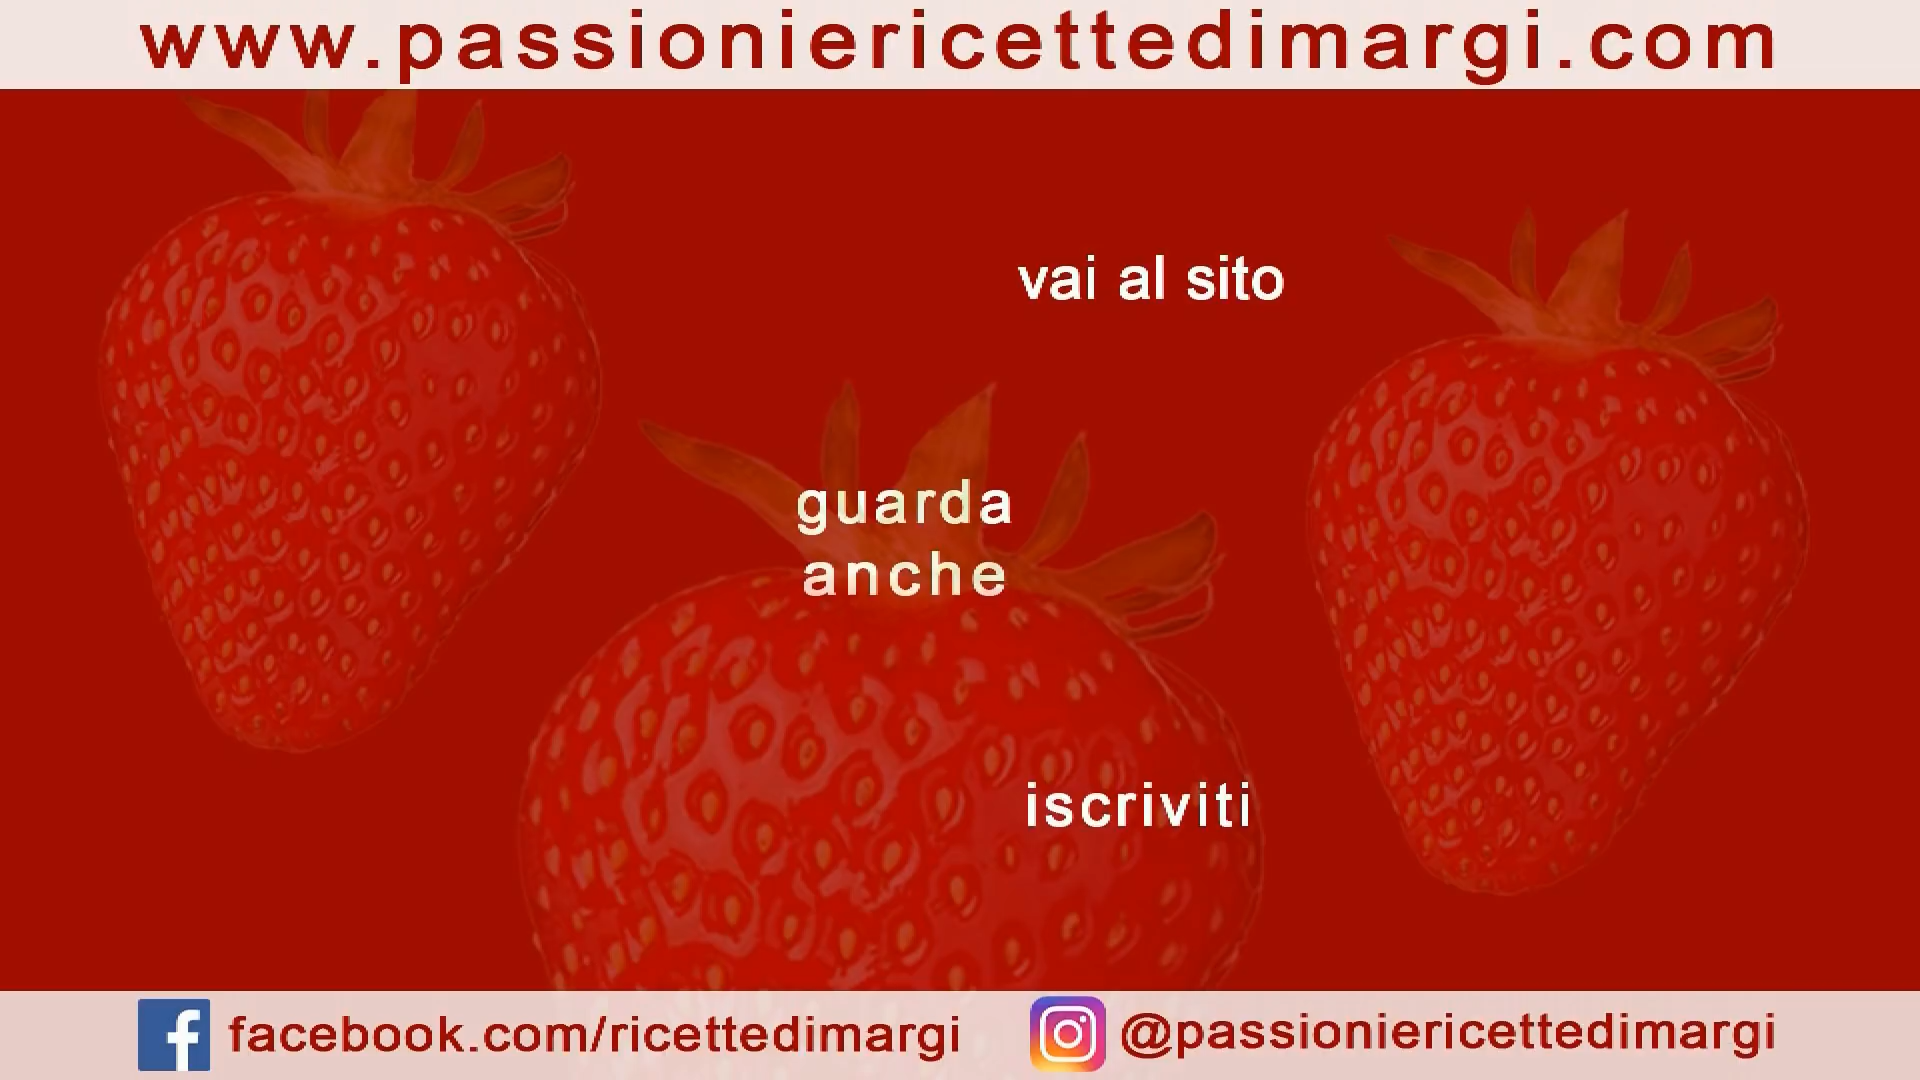 www.passioniericettedimargi.com
vai al sito
guarda
anche
iscriviti
facebook.com/ricettedimargi
@passioniericettedimargi